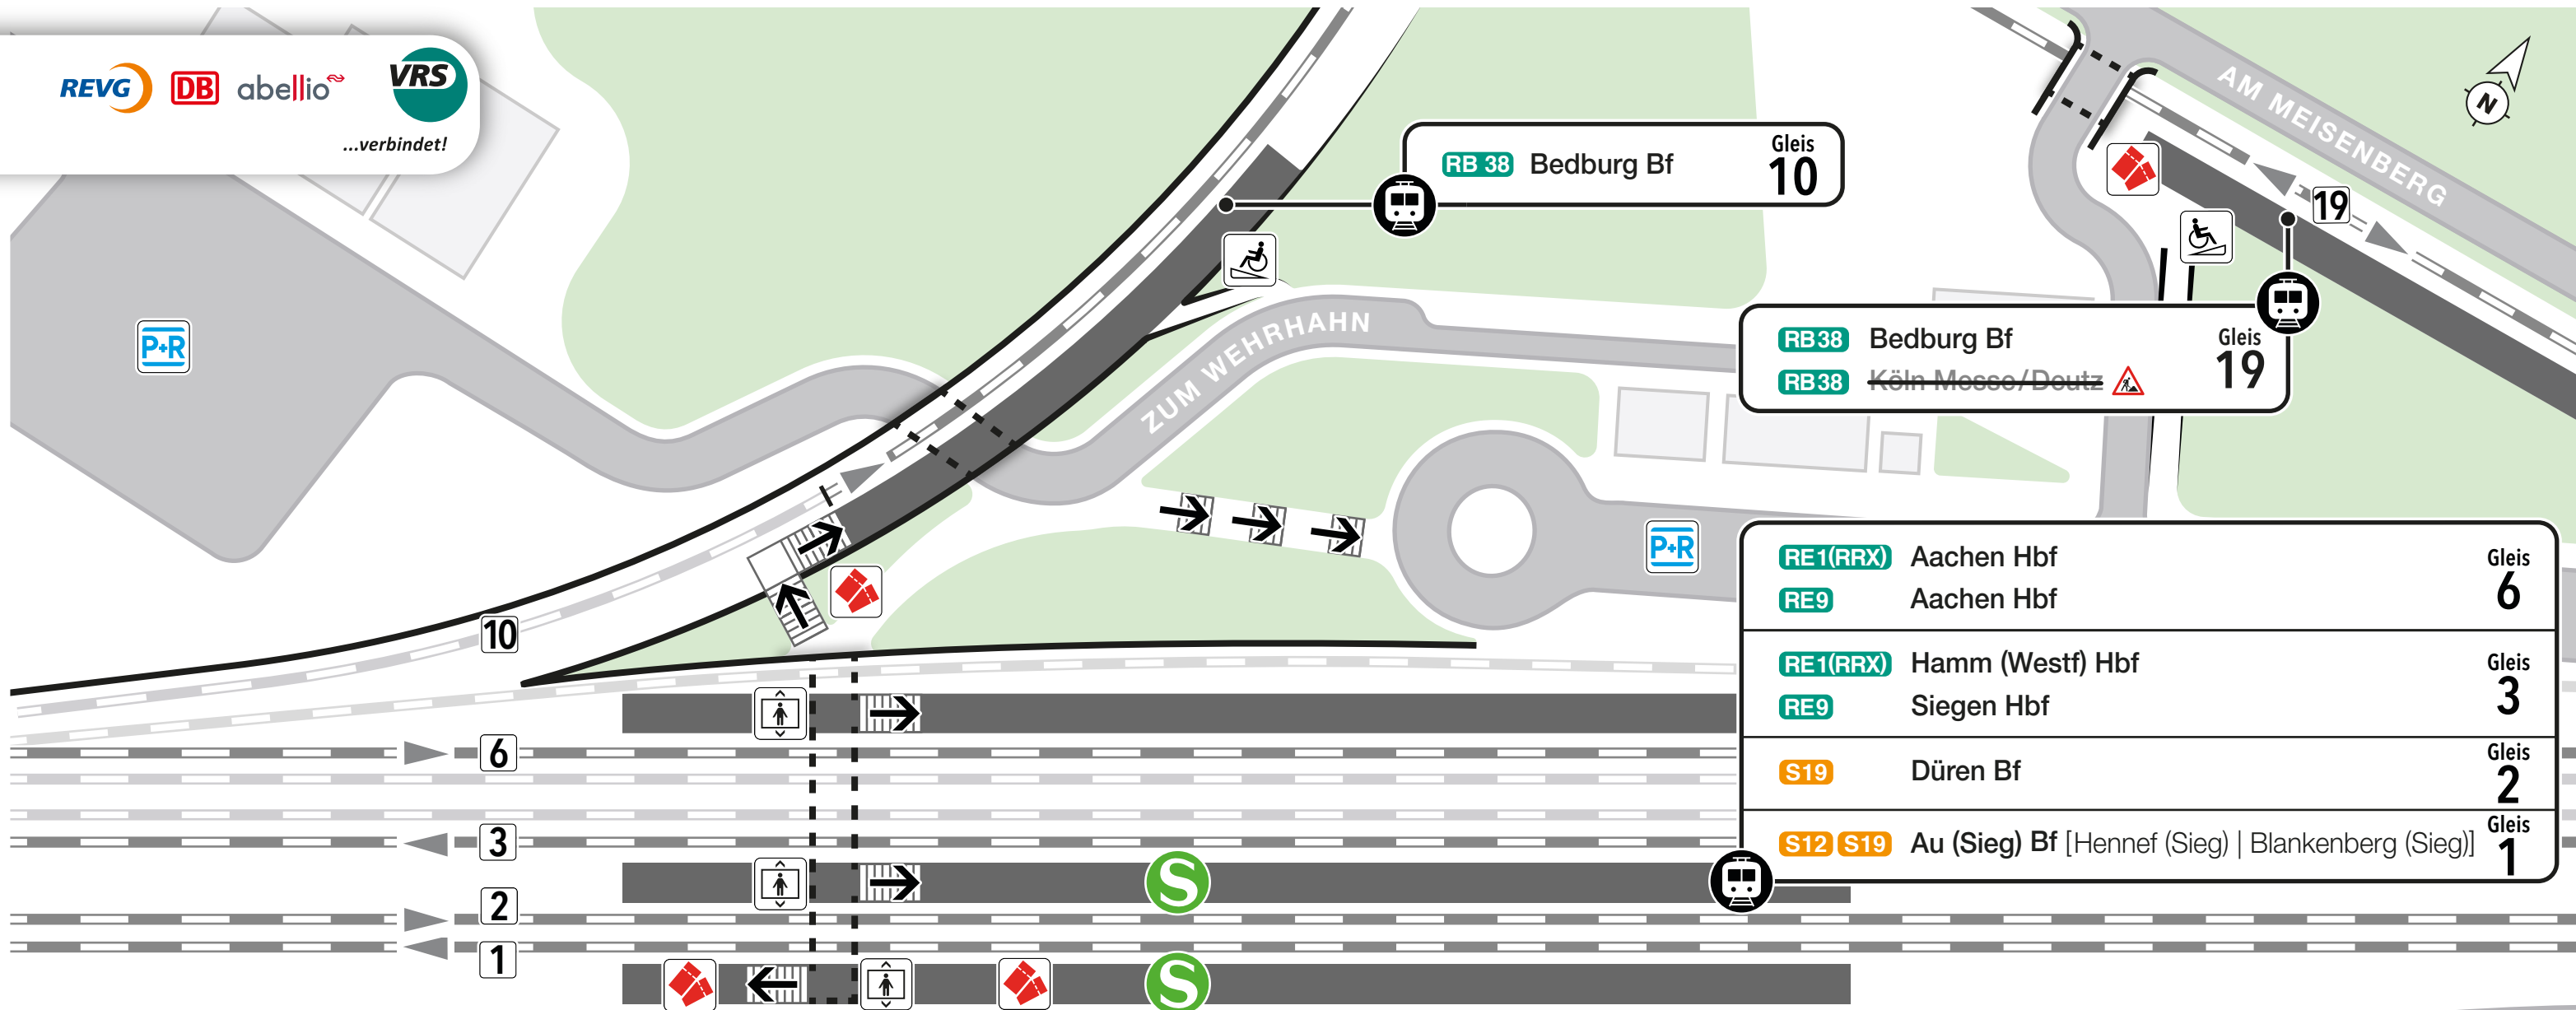 REVG DB abellio VRS
...verbindet!
P+R
RB 38 Bedburg Bf Gleis 10
AM MEISENBERG
N
19
ZUM WEHRHAHN
RB38 Bedburg Bf Gleis 19
RB38 Köln Messe/Deutz
P+R
RE1(RRX) Aachen Hbf Gleis 6
RE9 Aachen Hbf
RE1(RRX) Hamm (Westf) Hbf Gleis 3
RE9 Siegen Hbf
S19 Düren Bf Gleis 2
S12 S19 Au (Sieg) Bf [Hennef (Sieg) | Blankenberg (Sieg)] Gleis 1
10
6
3
2
1
S
S